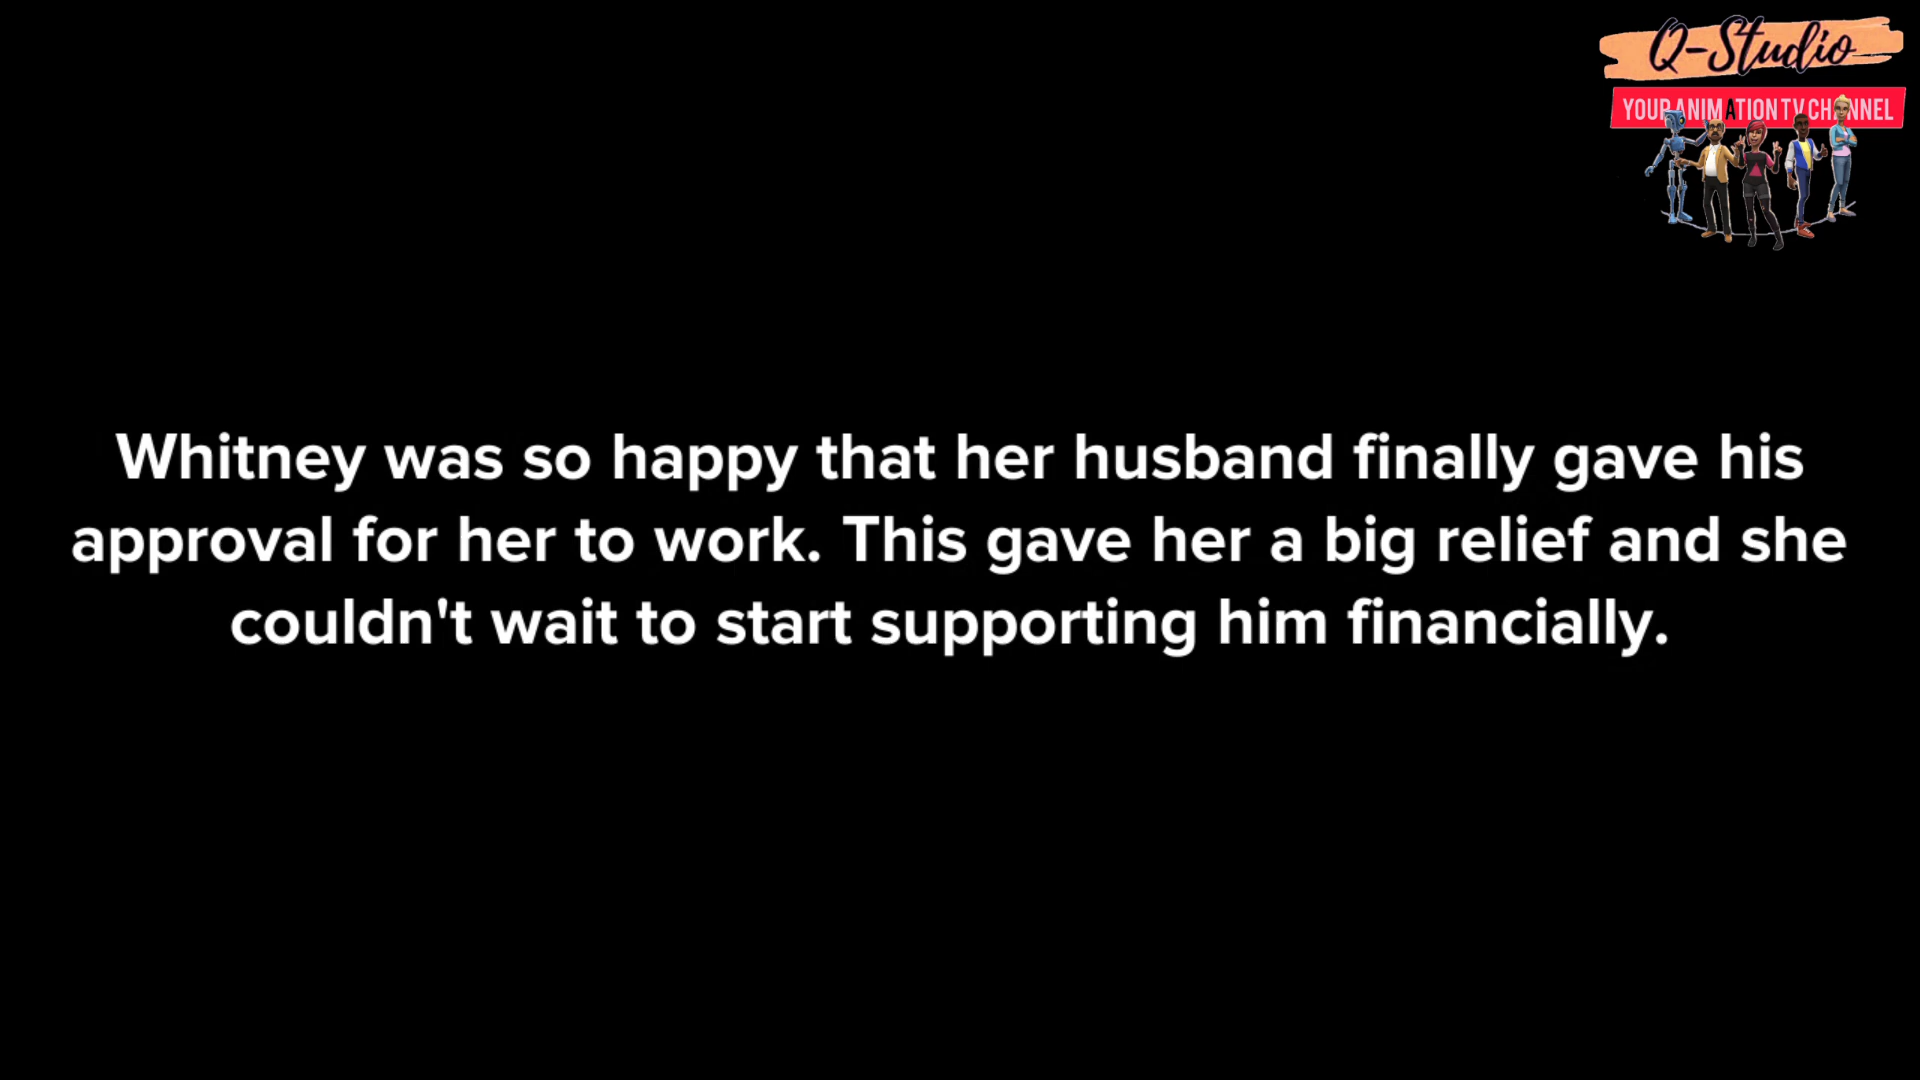 Q-Studio
YOUR ANIMATION TV CHANNEL
Whitney was so happy that her husband finally gave his
approval for her to work. This gave her a big relief and she
couldn't wait to start supporting him financially.